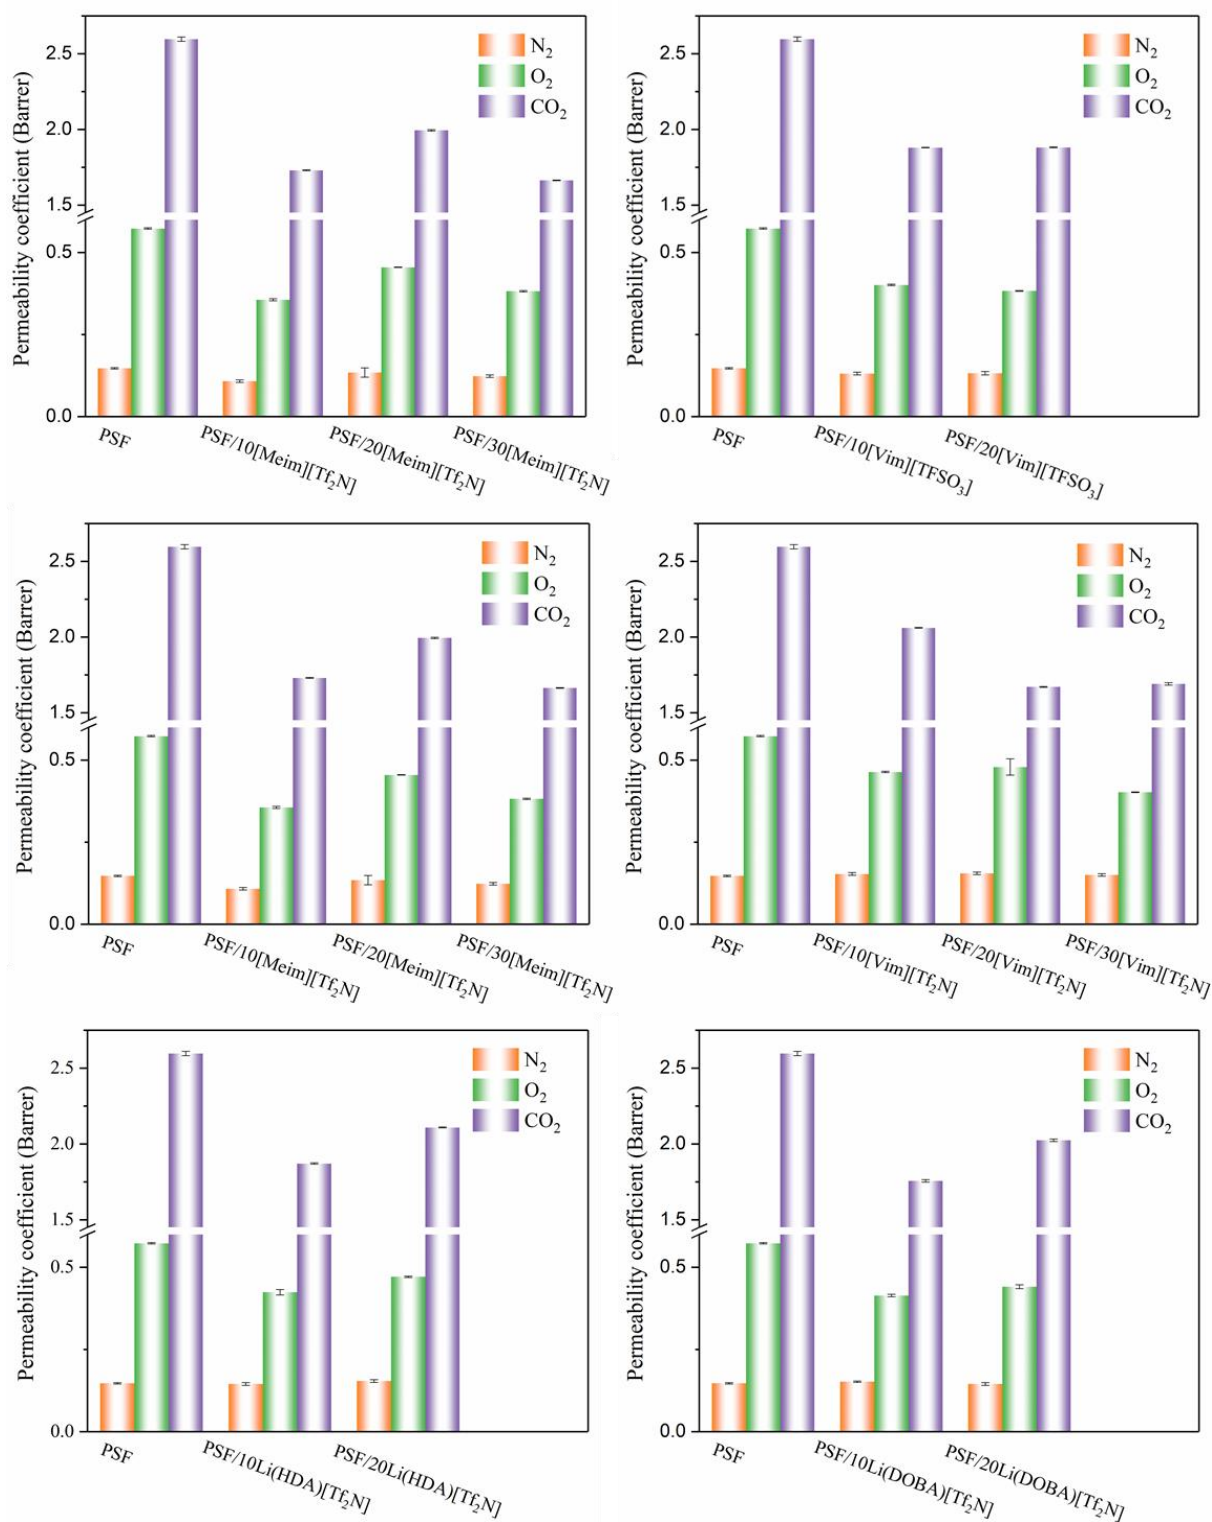 Permeability coefficient (Barrer)
2.5
2.0
1.5
0.5
0.0
N₂
O₂
CO₂
PSF
PSF/10[Meim][Tf₂N]
PSF/20[Meim][Tf₂N]
PSF/30[Meim][Tf₂N]
Permeability coefficient (Barrer)
2.5
2.0
1.5
0.5
0.0
N₂
O₂
CO₂
PSF
PSF/10[Vim][TFSO₃]
PSF/20[Vim][TFSO₃]
Permeability coefficient (Barrer)
2.5
2.0
1.5
0.5
0.0
N₂
O₂
CO₂
PSF
PSF/10[Meim][Tf₂N]
PSF/20[Meim][Tf₂N]
PSF/30[Meim][Tf₂N]
Permeability coefficient (Barrer)
2.5
2.0
1.5
0.5
0.0
N₂
O₂
CO₂
PSF
PSF/10[Vim][Tf₂N]
PSF/20[Vim][Tf₂N]
PSF/30[Vim][Tf₂N]
Permeability coefficient (Barrer)
2.5
2.0
1.5
0.5
0.0
N₂
O₂
CO₂
PSF
PSF/10Li(HDA)[Tf₂N]
PSF/20Li(HDA)[Tf₂N]
Permeability coefficient (Barrer)
2.5
2.0
1.5
0.5
0.0
N₂
O₂
CO₂
PSF
PSF/10Li(DOBA)[Tf₂N]
PSF/20Li(DOBA)[Tf₂N]